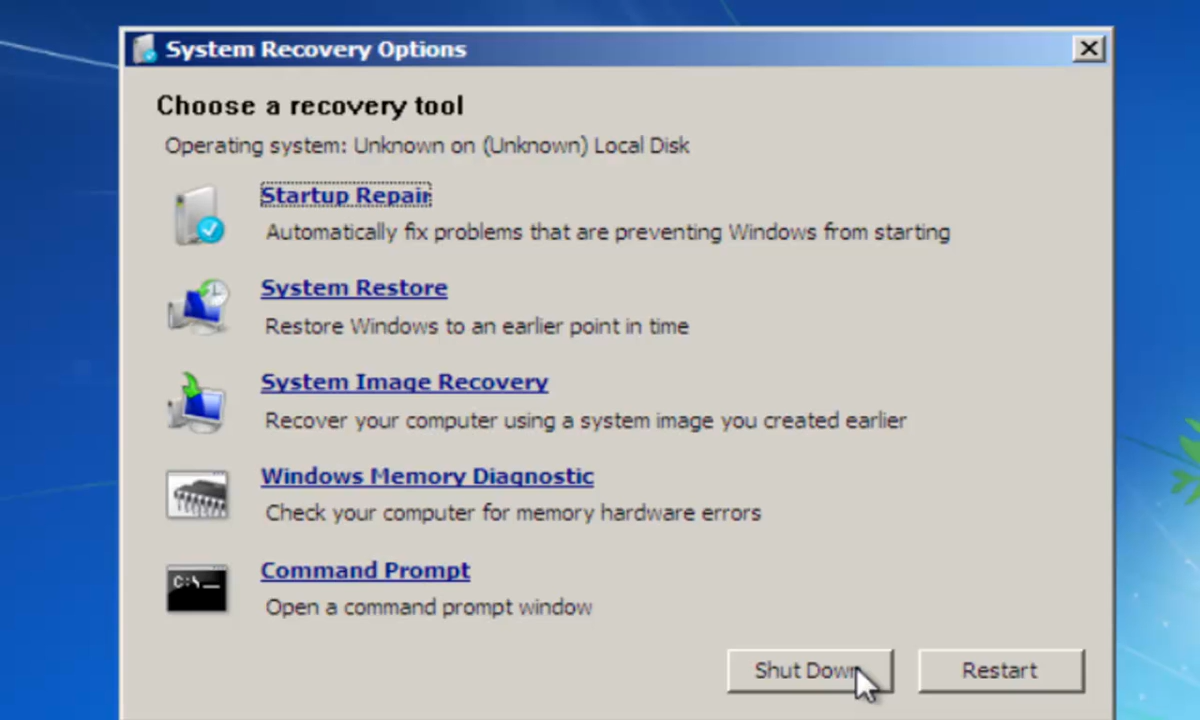 System Recovery Options
Choose a recovery tool
Operating system: Unknown on (Unknown) Local Disk
Startup Repair
Automatically fix problems that are preventing Windows from starting
System Restore
Restore Windows to an earlier point in time
System Image Recovery
Recover your computer using a system image you created earlier
Windows Memory Diagnostic
Check your computer for memory hardware errors
C:\_
Command Prompt
Open a command prompt window
Shut Down Restart